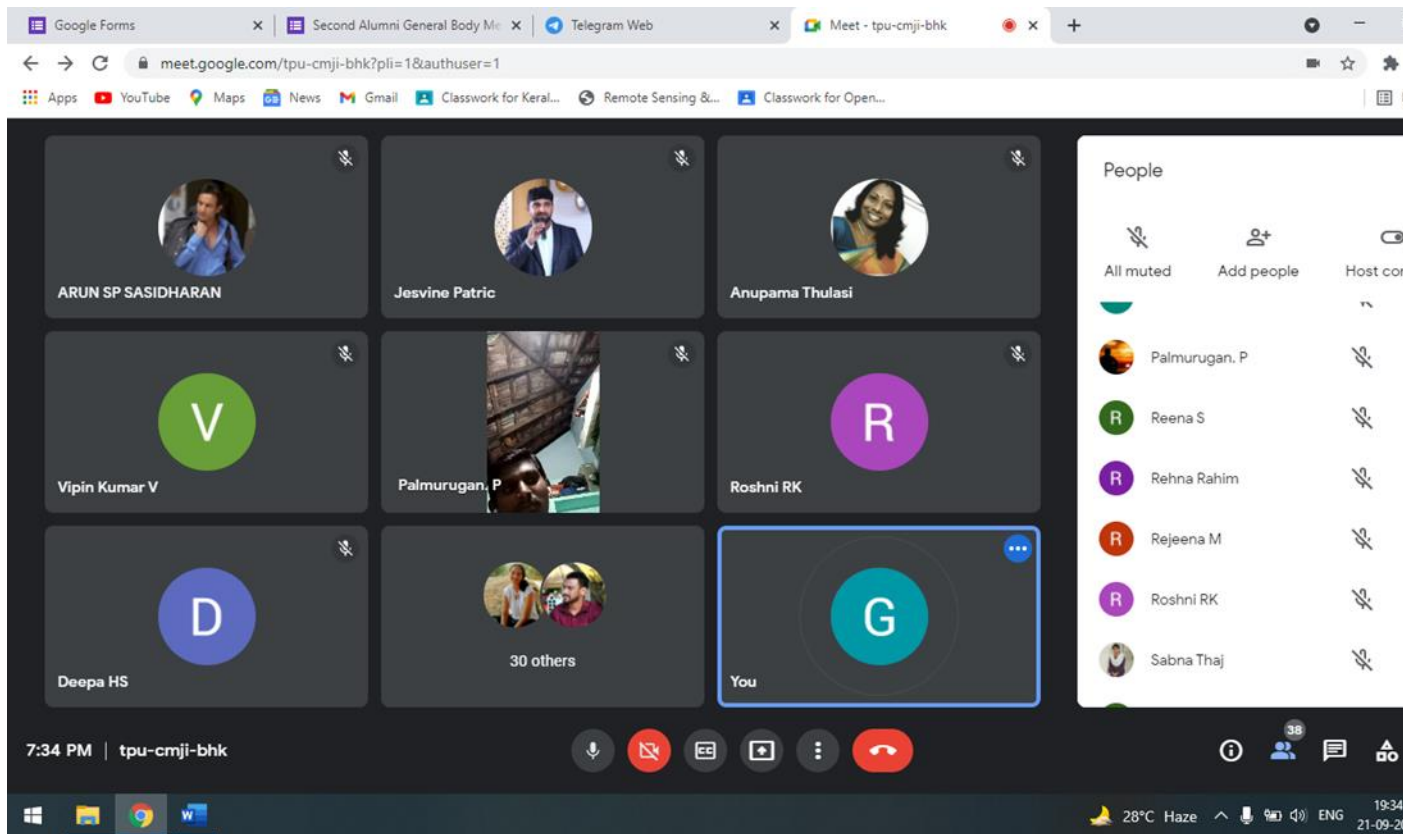 Google Forms
Second Alumni General Body Me
Telegram Web
Meet - tpu-cmji-bhk
meet.google.com/tpu-cmji-bhk?pli=1&authuser=1
Apps YouTube Maps News Gmail Classwork for Keral... Remote Sensing &... Classwork for Open...
ARUN SP SASIDHARAN
Jesvine Patric
Anupama Thulasi
V
Vipin Kumar V
Palmurugan. P
R
Roshni RK
D
Deepa HS
30 others
G
You
People
All muted
Add people
Host con
Palmurugan. P
R Reena S
R Rehna Rahim
R Rejeena M
R Roshni RK
Sabna Thaj
7:34 PM | tpu-cmji-bhk
CC
38
W
28°C Haze
ENG
19:34
21-09-20